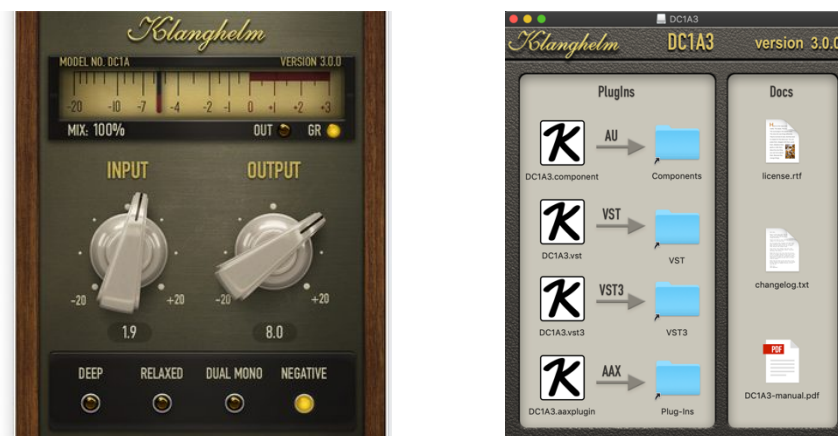 Klanghelm
MODEL NO. DC1A VERSION 3.0.0
-20 -10 -7 -4 -2 -1 0 +1 +2 +3
MIX: 100% OUT GR
INPUT OUTPUT
-20 +20 -20 +20
1.9 8.0
DEEP RELAXED DUAL MONO NEGATIVE
DC1A3
Klanghelm DC1A3 version 3.0.0
PlugIns Docs
K AU
DC1A3.component Components license.rtf
K VST
DC1A3.vst VST changelog.txt
K VST3
DC1A3.vst3 VST3
PDF
K AAX
DC1A3.aaxplugin Plug-Ins DC1A3-manual.pdf